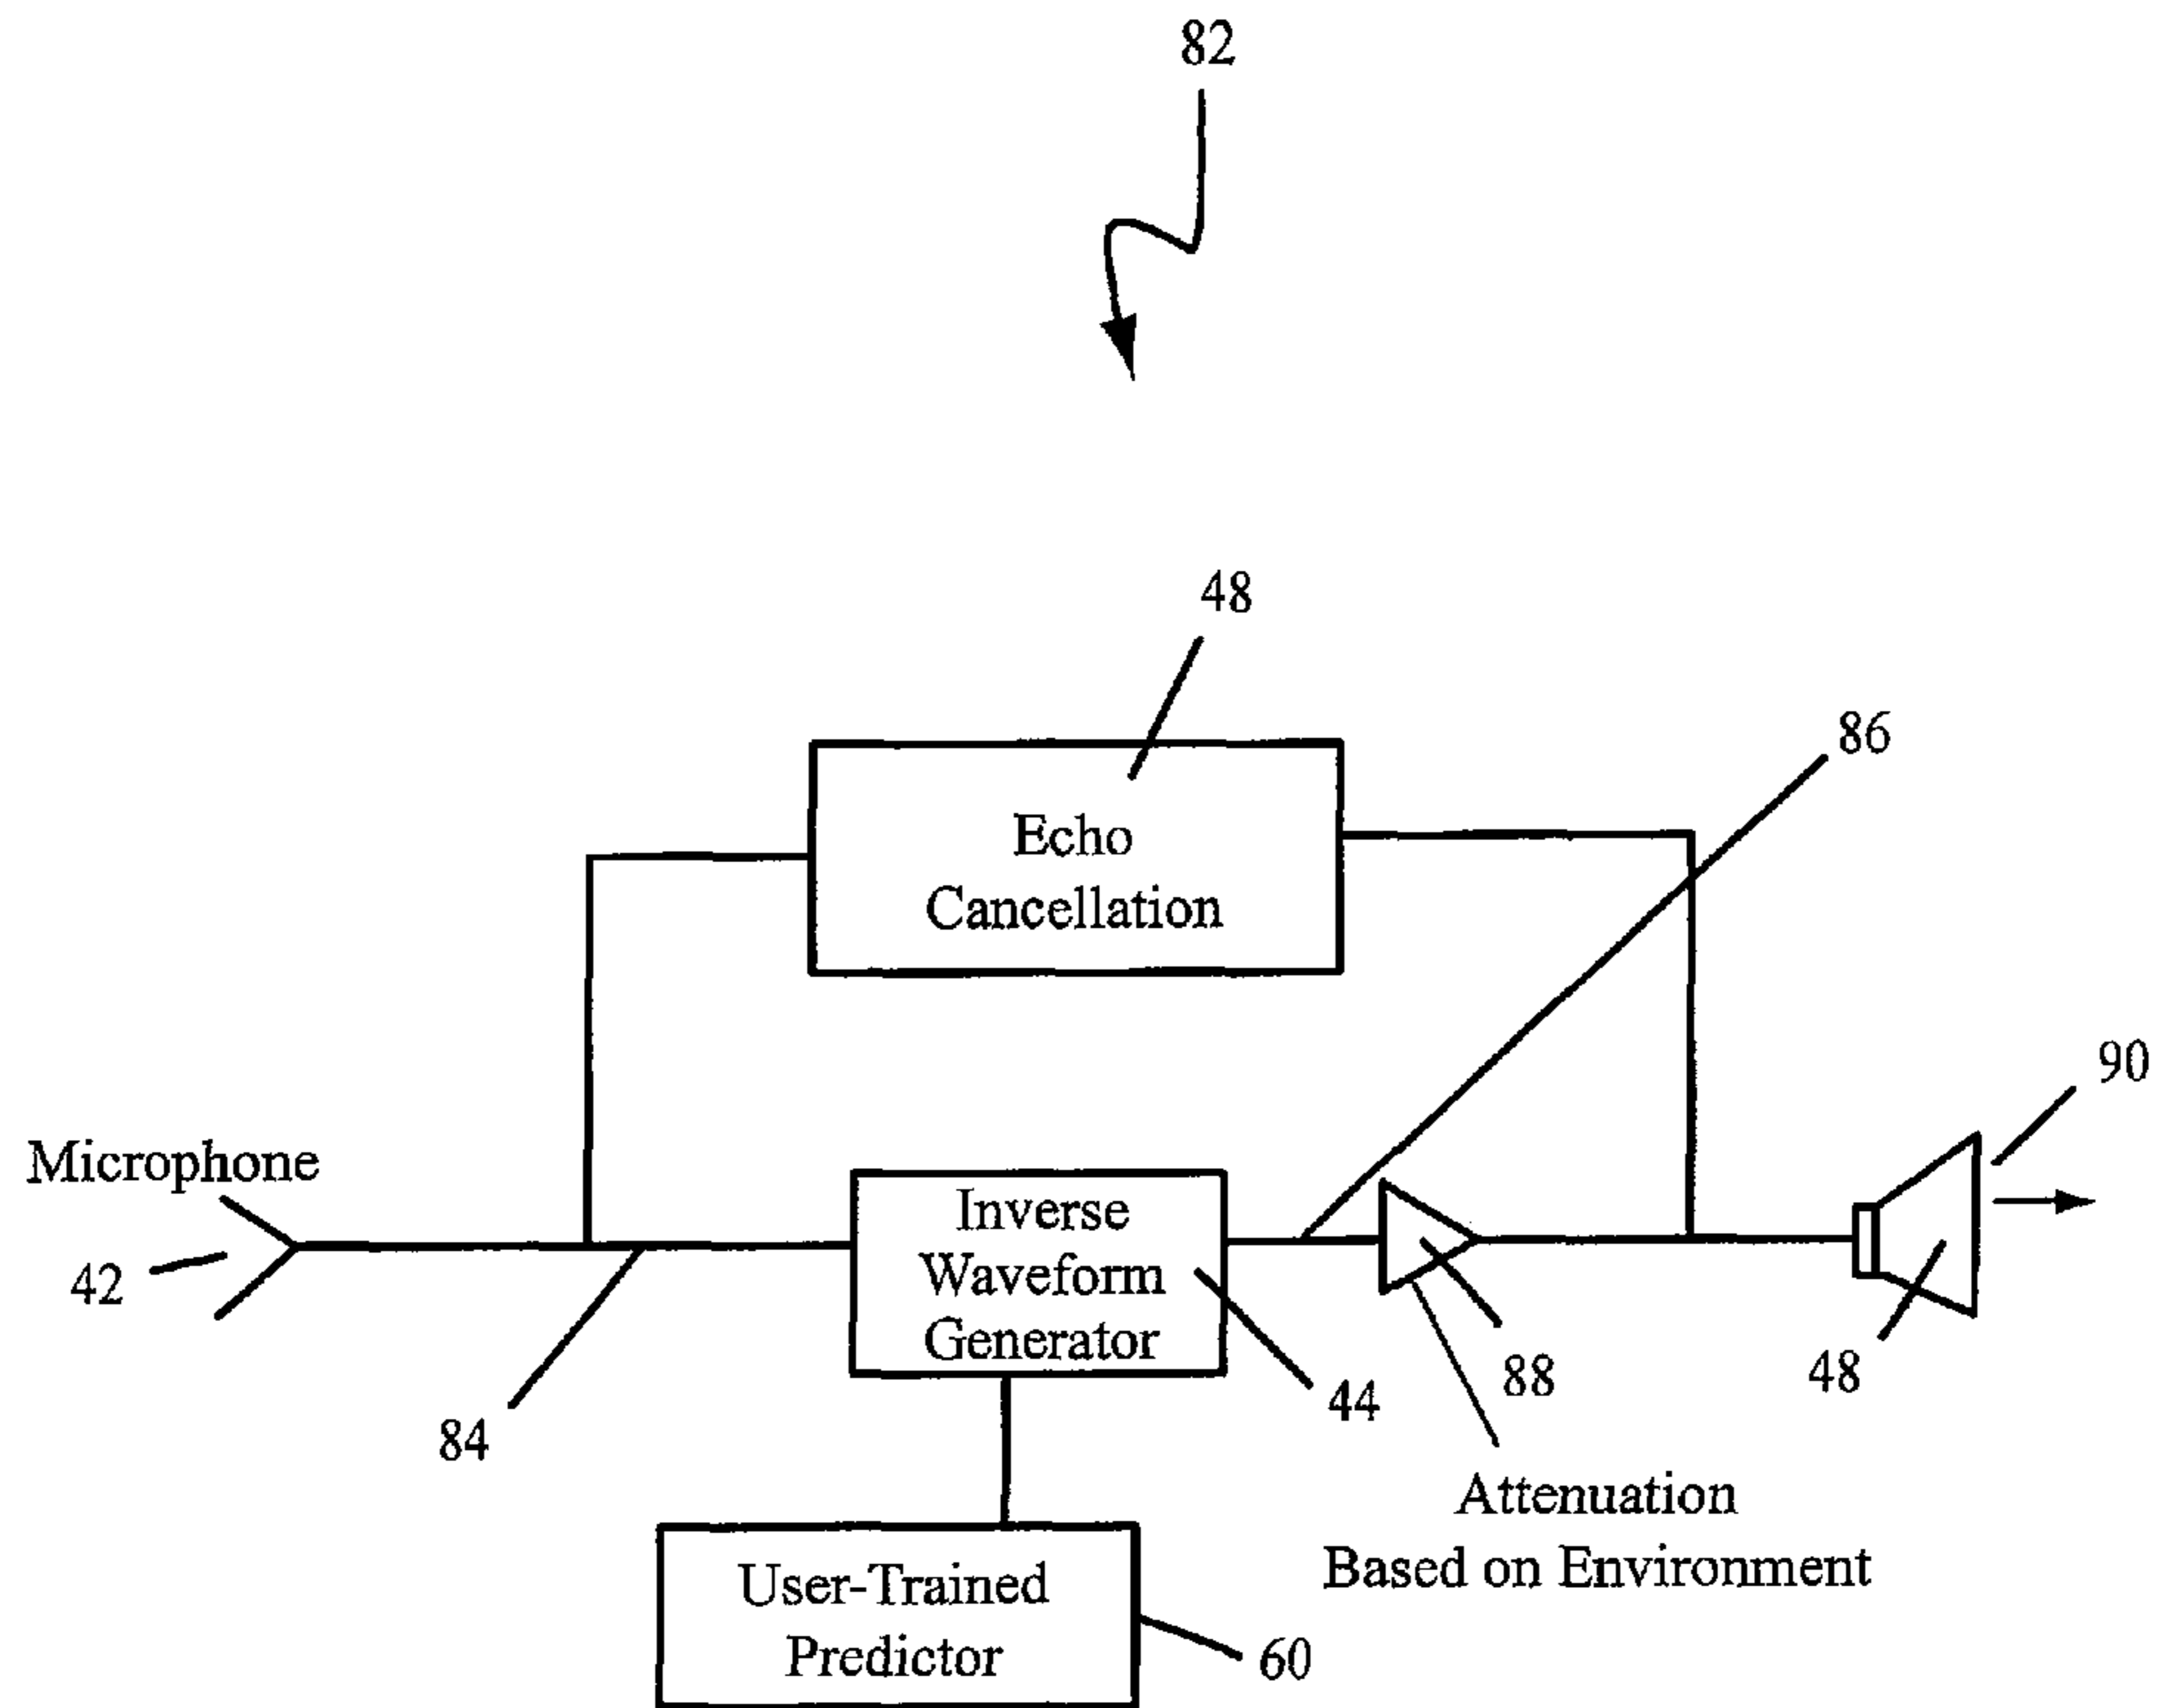 82
48
86
Echo
Cancellation
90
Microphone
42
Inverse
Waveform
Generator
84
44
88
48
Attenuation
Based on Environment
User-Trained
Predictor
60